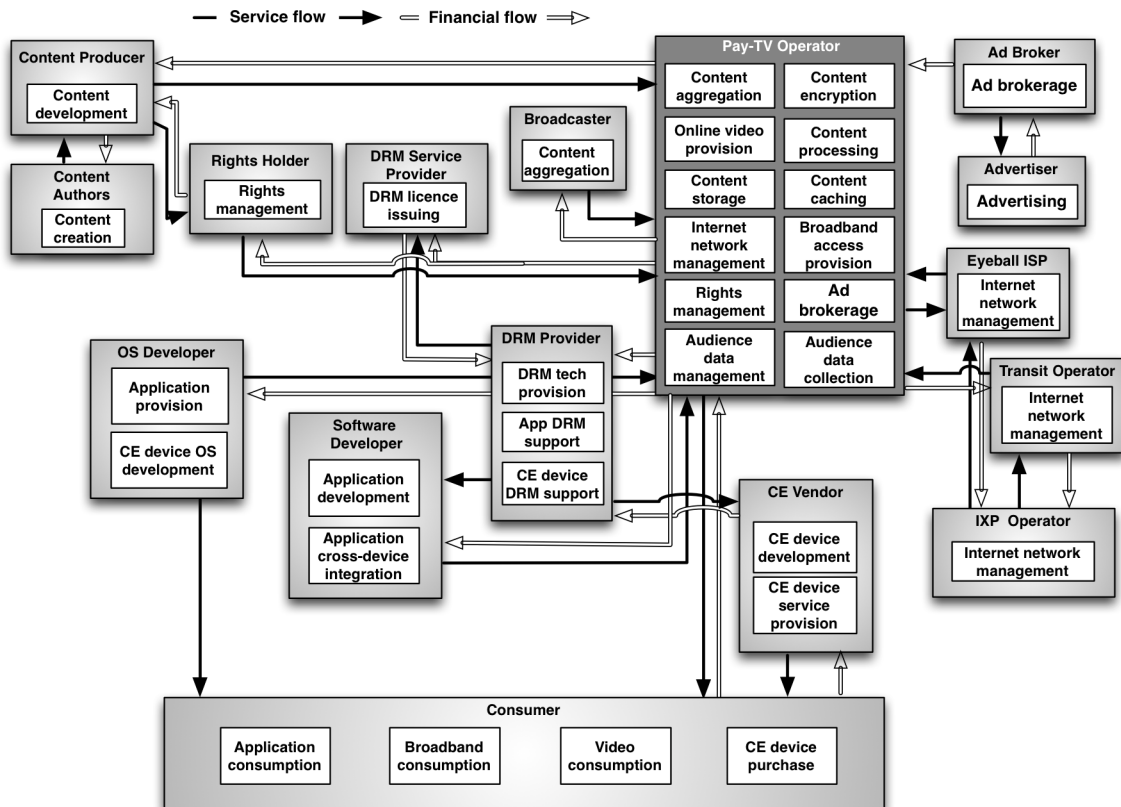 Service flow
Financial flow
Content Producer
Content
development
Content
Authors
Content
creation
Rights Holder
Rights
management
DRM Service
Provider
DRM licence
issuing
Broadcaster
Content
aggregation
Pay-TV Operator
Content
aggregation
Content
encryption
Online video
provision
Content
processing
Content
storage
Content
caching
Internet
network
management
Broadband
access
provision
Rights
management
Ad
brokerage
Audience
data
management
Audience
data
collection
Ad Broker
Ad brokerage
Advertiser
Advertising
Eyeball ISP
Internet
network
management
Transit Operator
Internet
network
management
IXP Operator
Internet network
management
OS Developer
Application
provision
CE device OS
development
Software
Developer
Application
development
Application
cross-device
integration
DRM Provider
DRM tech
provision
App DRM
support
CE device
DRM support
CE Vendor
CE device
development
CE device
service
provision
Consumer
Application
consumption
Broadband
consumption
Video
consumption
CE device
purchase